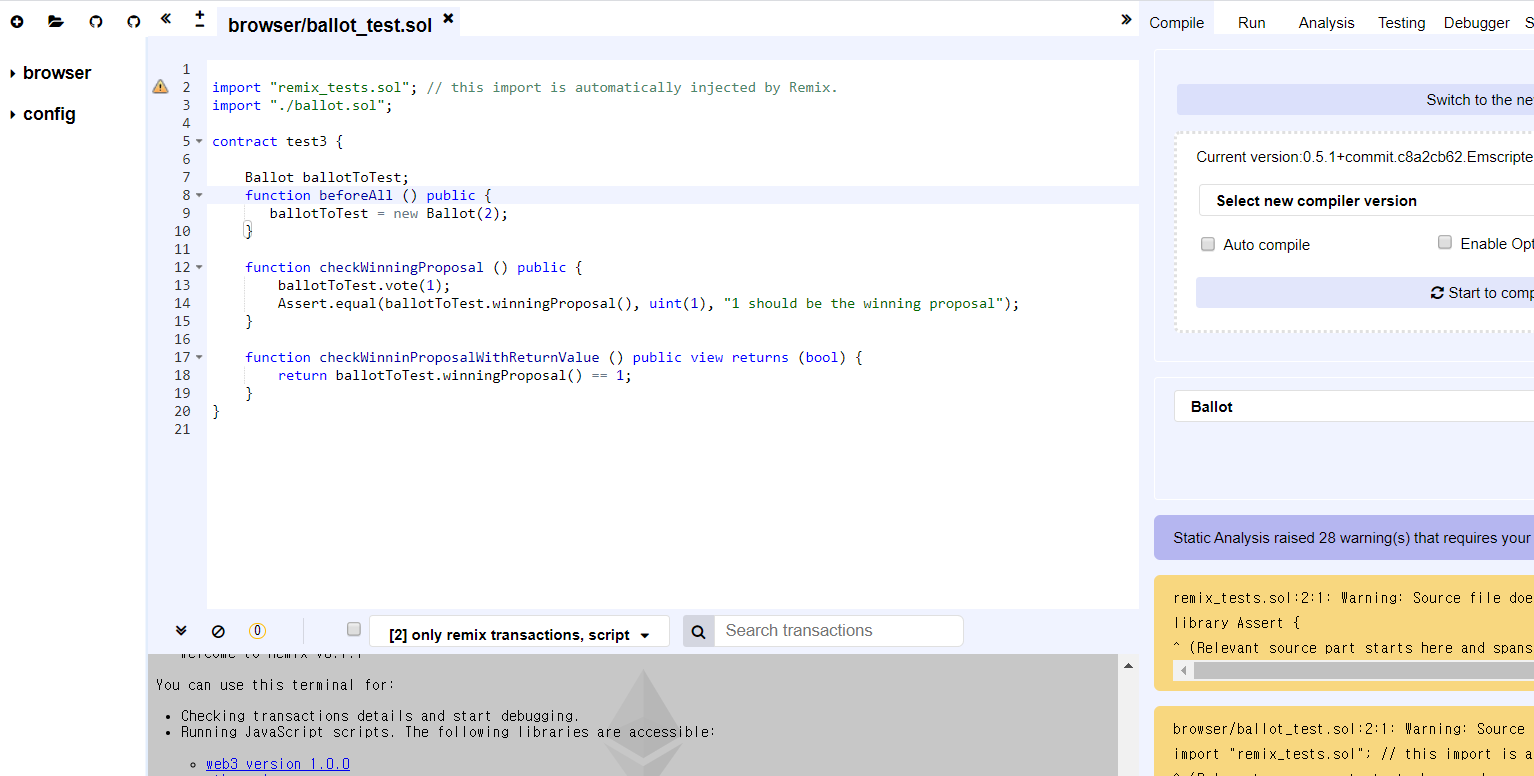 browser/ballot_test.sol
Compile Run Analysis Testing Debugger S
browser
config
1
2 import "remix_tests.sol"; // this import is automatically injected by Remix.
3 import "./ballot.sol";
4
5 contract test3 {
6
7 Ballot ballotToTest;
8 function beforeAll () public {
9 ballotToTest = new Ballot(2);
10 }
11
12 function checkWinningProposal () public {
13 ballotToTest.vote(1);
14 Assert.equal(ballotToTest.winningProposal(), uint(1), "1 should be the winning proposal");
15 }
16
17 function checkWinninProposalWithReturnValue () public view returns (bool) {
18 return ballotToTest.winningProposal() == 1;
19 }
20 }
21
0
[2] only remix transactions, script
Search transactions
You can use this terminal for:
• Checking transactions details and start debugging.
• Running JavaScript scripts. The following libraries are accessible:
web3 version 1.0.0
Switch to the ne
Current version:0.5.1+commit.c8a2cb62.Emscripte
Select new compiler version
Auto compile
Enable Opt
Start to comp
Ballot
Static Analysis raised 28 warning(s) that requires your
remix_tests.sol:2:1: Warning: Source file doe
library Assert {
^ (Relevant source part starts here and spans
browser/ballot_test.sol:2:1: Warning: Source
import "remix_tests.sol"; // this import is a